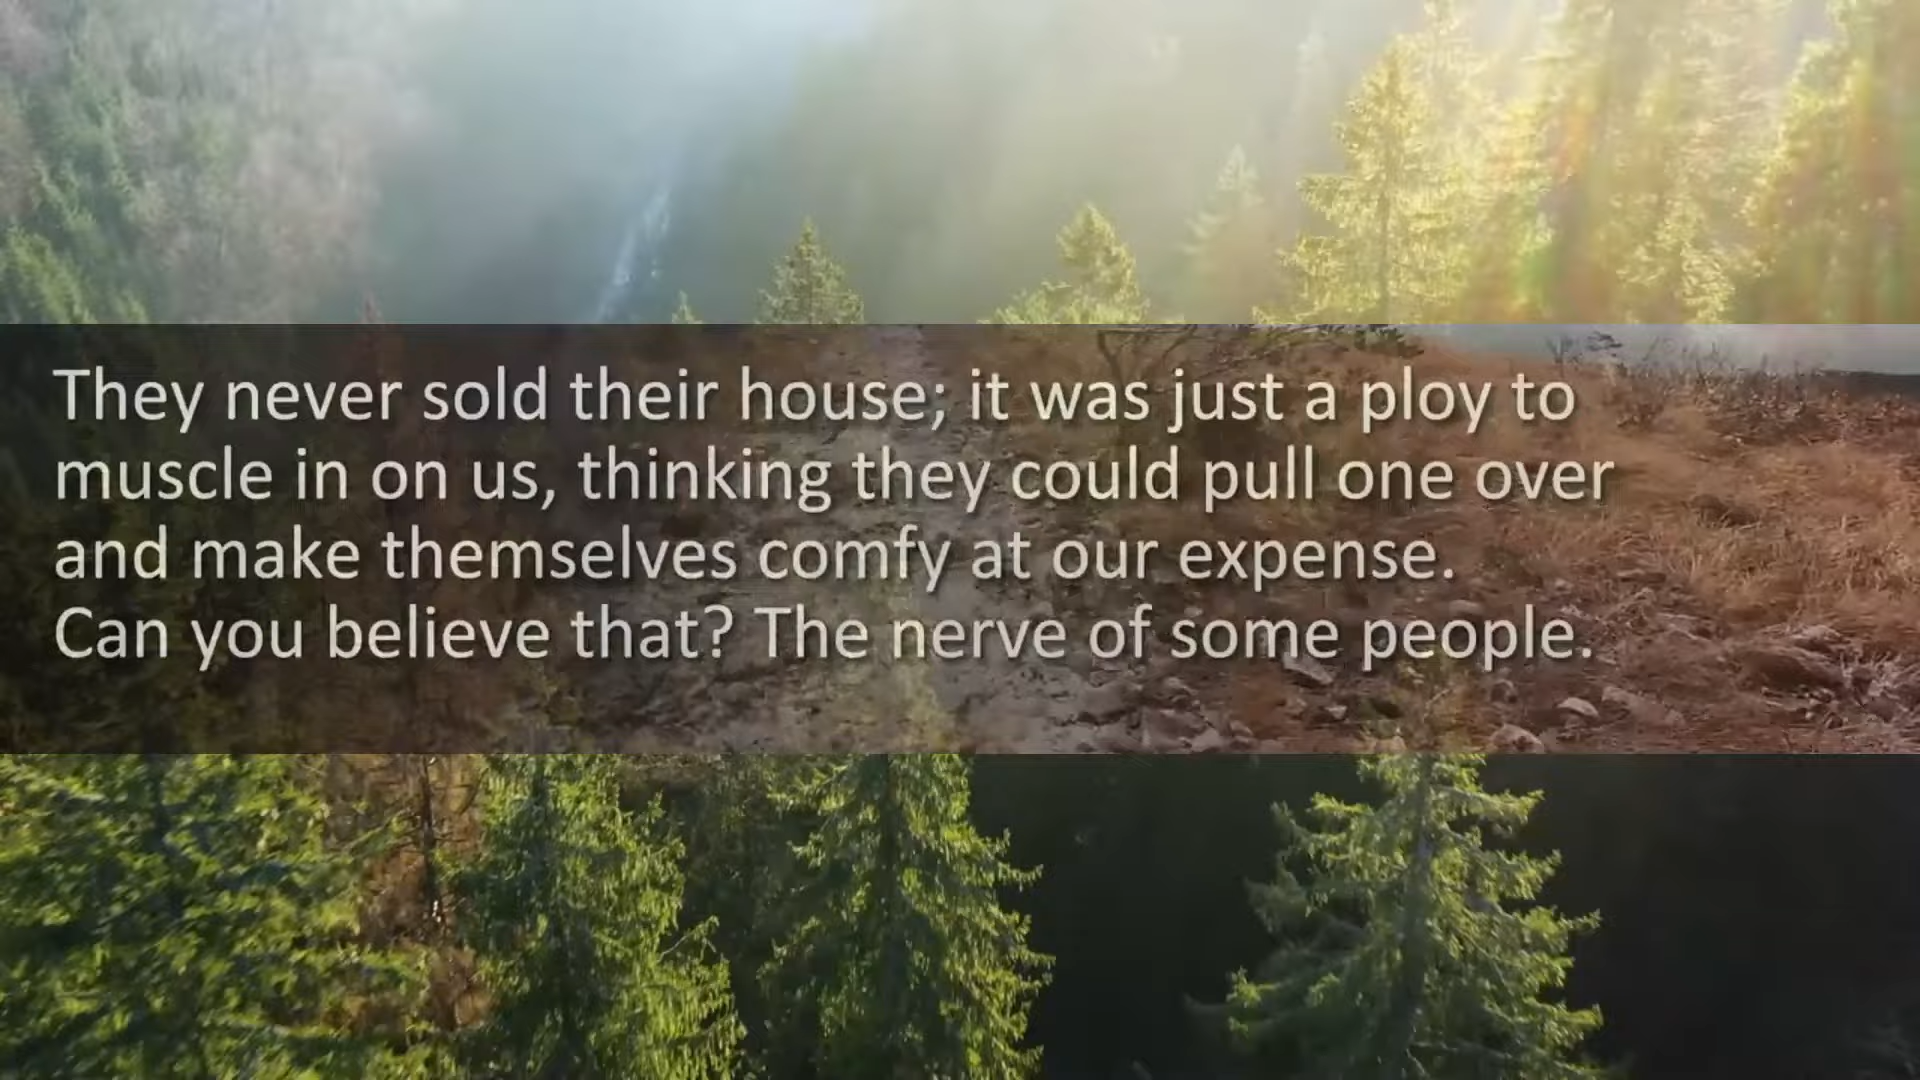 They never sold their house; it was just a ploy to
muscle in on us, thinking they could pull one over
and make themselves comfy at our expense.
Can you believe that? The nerve of some people.